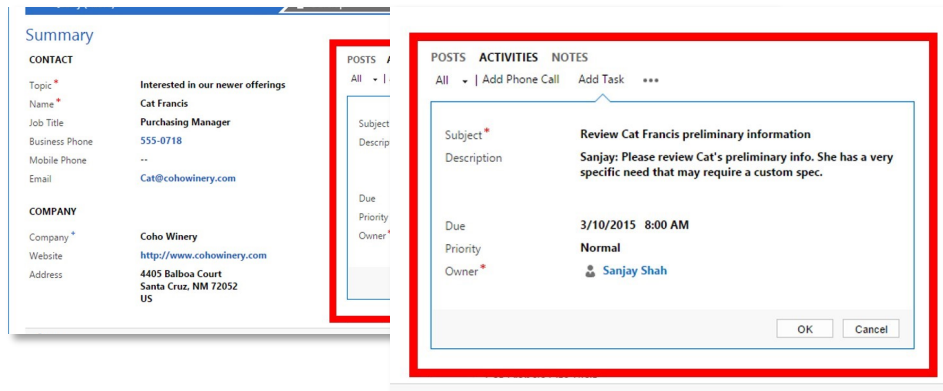 Summary
CONTACT
Topic*
Interested in our newer offerings
Name*
Cat Francis
Job Title
Purchasing Manager
Business Phone
555-0718
Mobile Phone
--
Email
Cat@cohowinery.com
COMPANY
Company*
Coho Winery
Website
http://www.cohowinery.com
Address
4405 Balboa Court
Santa Cruz, NM 72052
US
POSTS
All
Subject
Due
Priority
Owner*
POSTS ACTIVITIES NOTES
All | Add Phone Call Add Task •••
Subject*
Review Cat Francis preliminary information
Description
Sanjay: Please review Cat's preliminary info. She has a very
specific need that may require a custom spec.
Due
3/10/2015 8:00 AM
Priority
Normal
Owner*
Sanjay Shah
OK Cancel